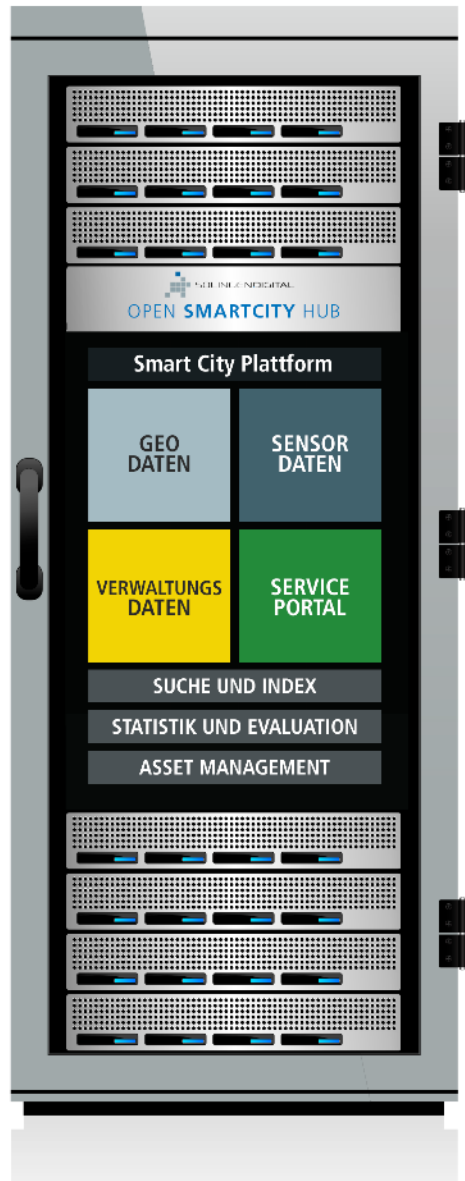 OPEN SMARTCITY HUB
Smart City Plattform
GEO
DATEN
SENSOR
DATEN
VERWALTUNGS
DATEN
SERVICE
PORTAL
SUCHE UND INDEX
STATISTIK UND EVALUATION
ASSET MANAGEMENT